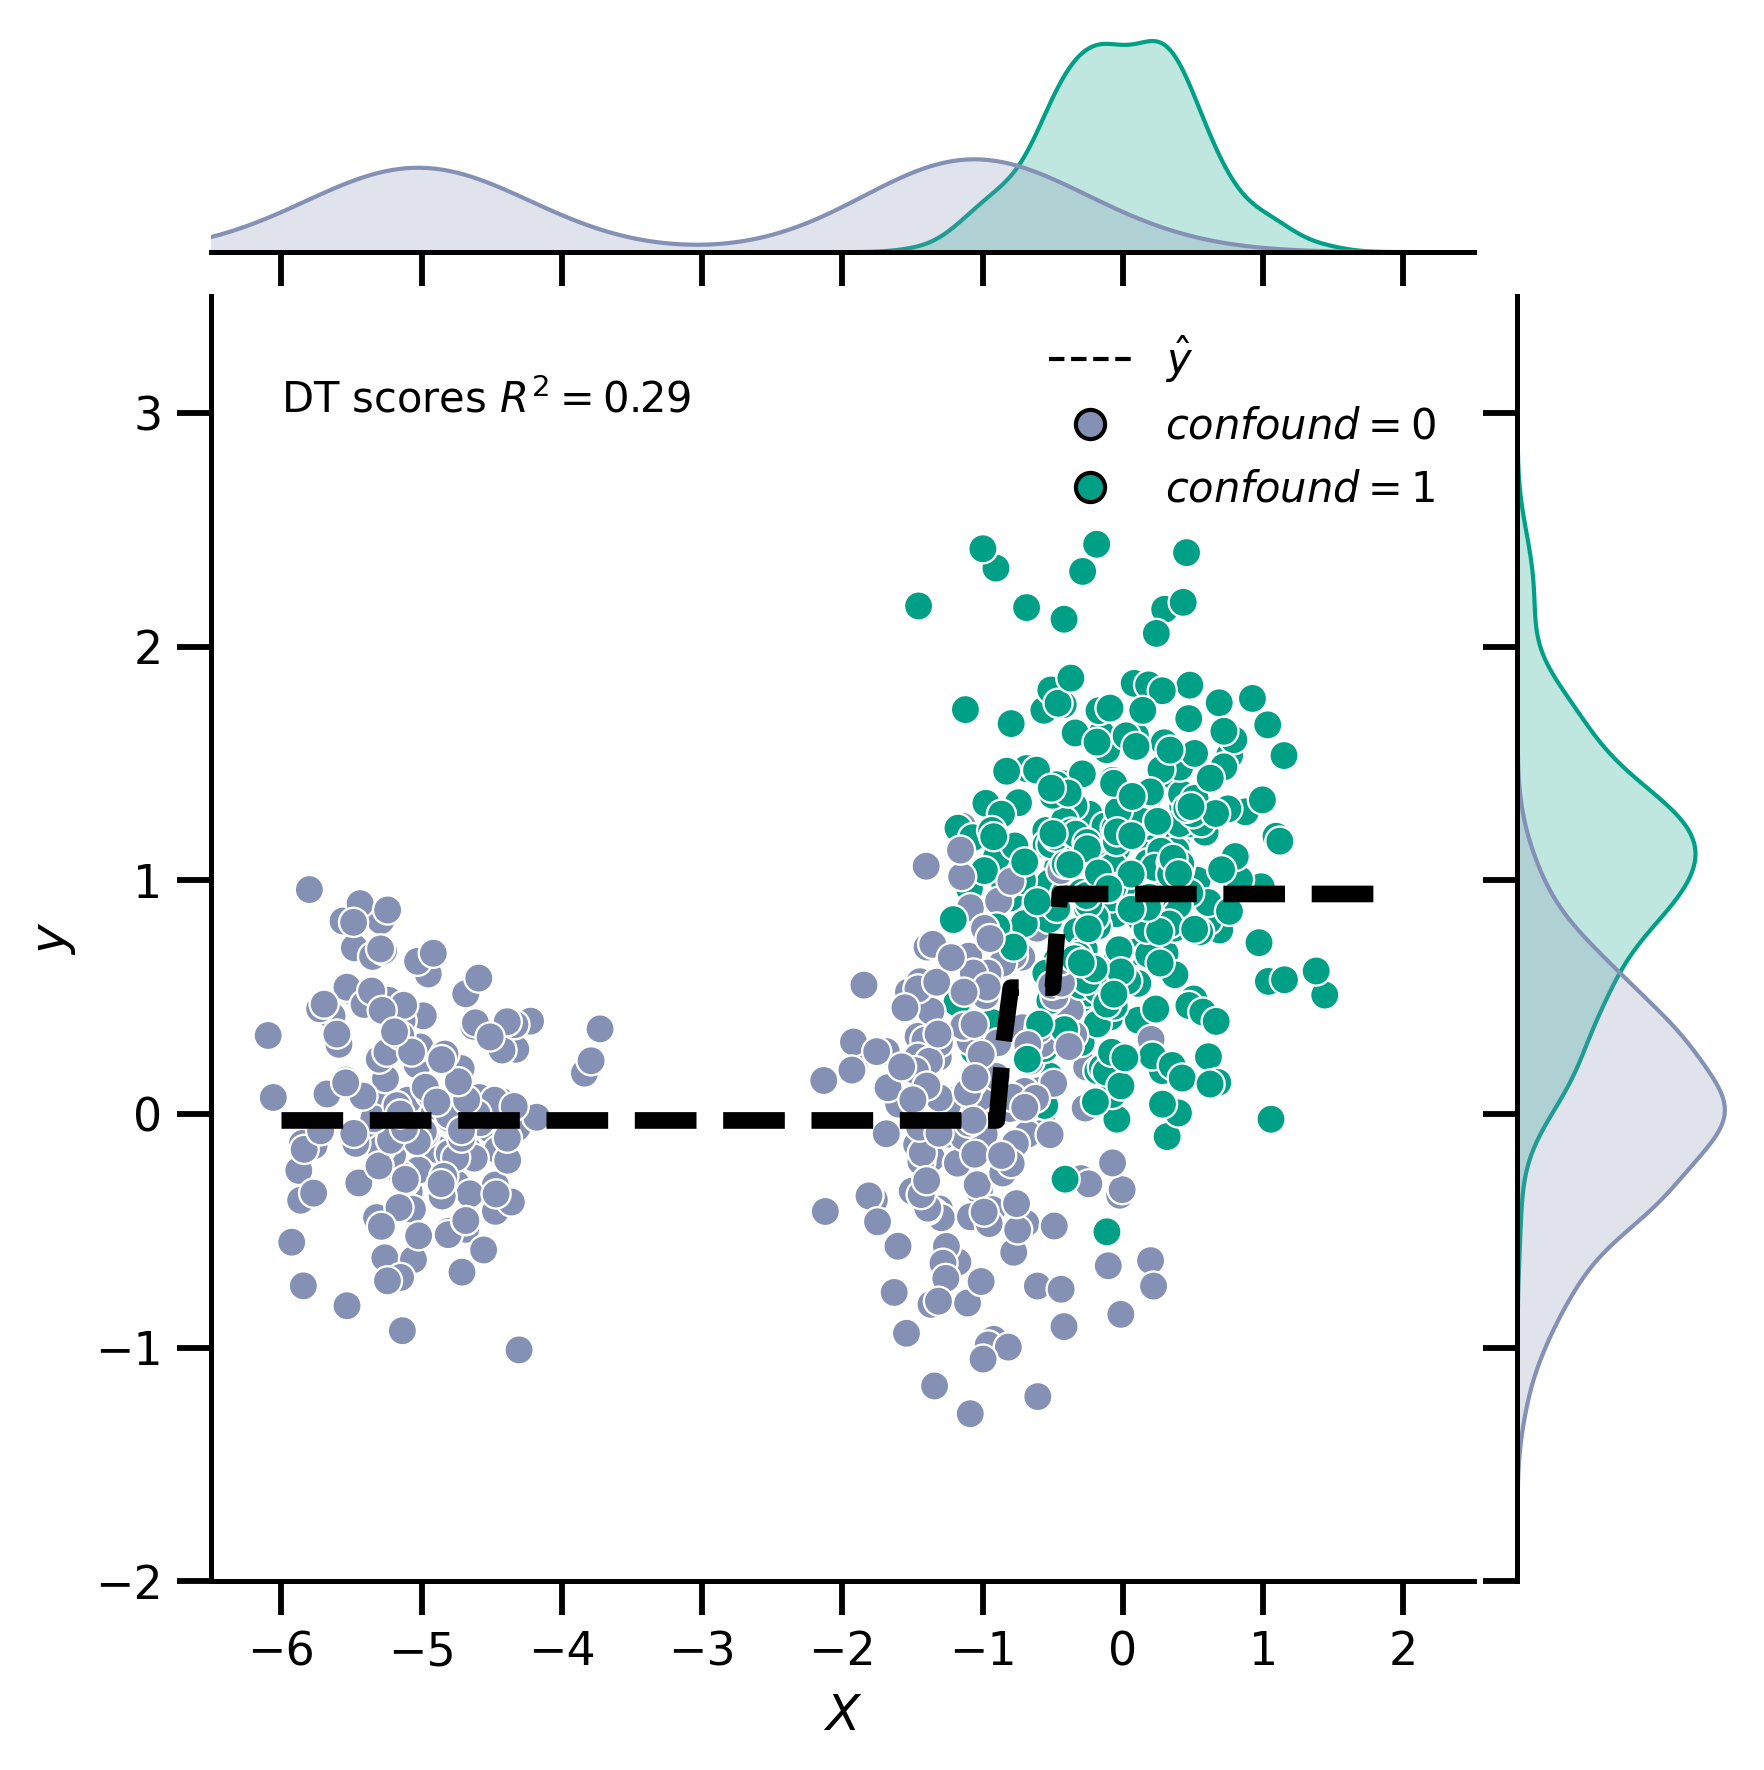 DT scores R² = 0.29
ŷ
confound = 0
confound = 1
3
2
1
0
−1
−2
y
−6 −5 −4 −3 −2 −1 0 1 2
X